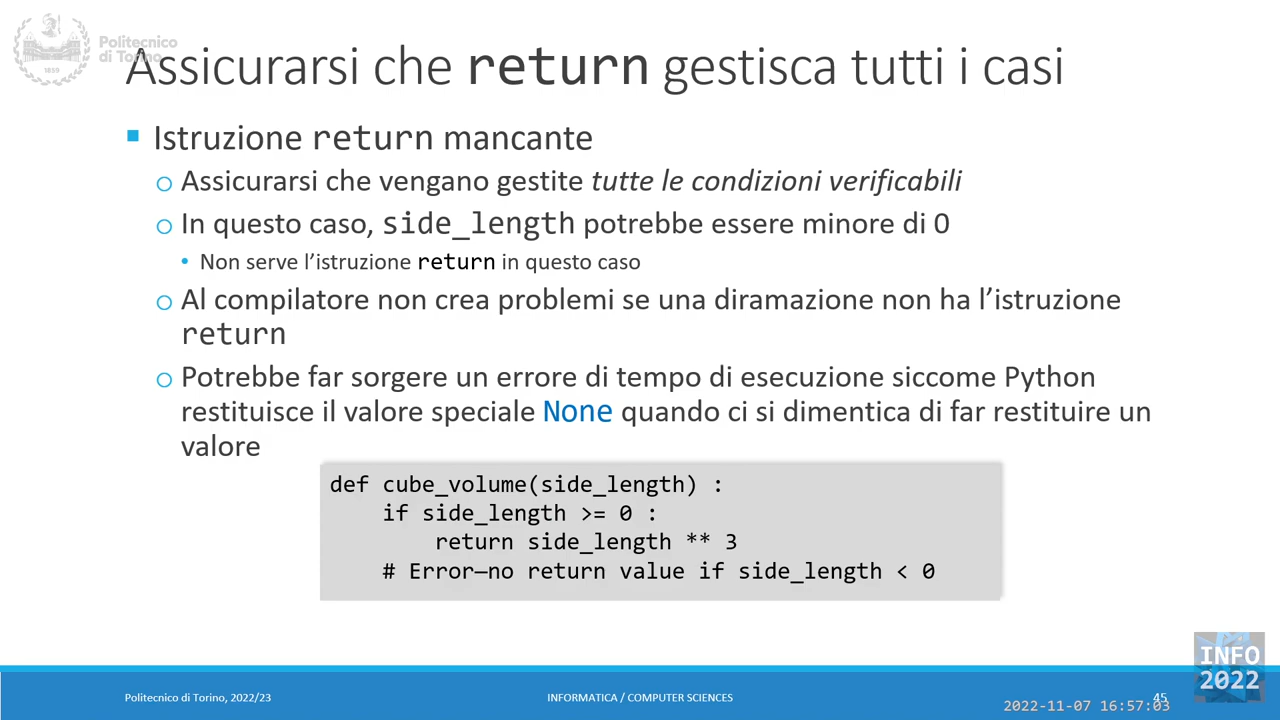 Politecnico
di Torino
1859
Assicurarsi che return gestisca tutti i casi
Istruzione return mancante
Assicurarsi che vengano gestite tutte le condizioni verificabili
In questo caso, side_length potrebbe essere minore di 0
Non serve l'istruzione return in questo caso
Al compilatore non crea problemi se una diramazione non ha l'istruzione
return
Potrebbe far sorgere un errore di tempo di esecuzione siccome Python
restituisce il valore speciale None quando ci si dimentica di far restituire un
valore
def cube_volume(side_length) :
    if side_length >= 0 :
        return side_length ** 3
    # Error—no return value if side_length < 0
INFO
2022
Politecnico di Torino, 2022/23
INFORMATICA / COMPUTER SCIENCES
45
2022-11-07 16:57:03